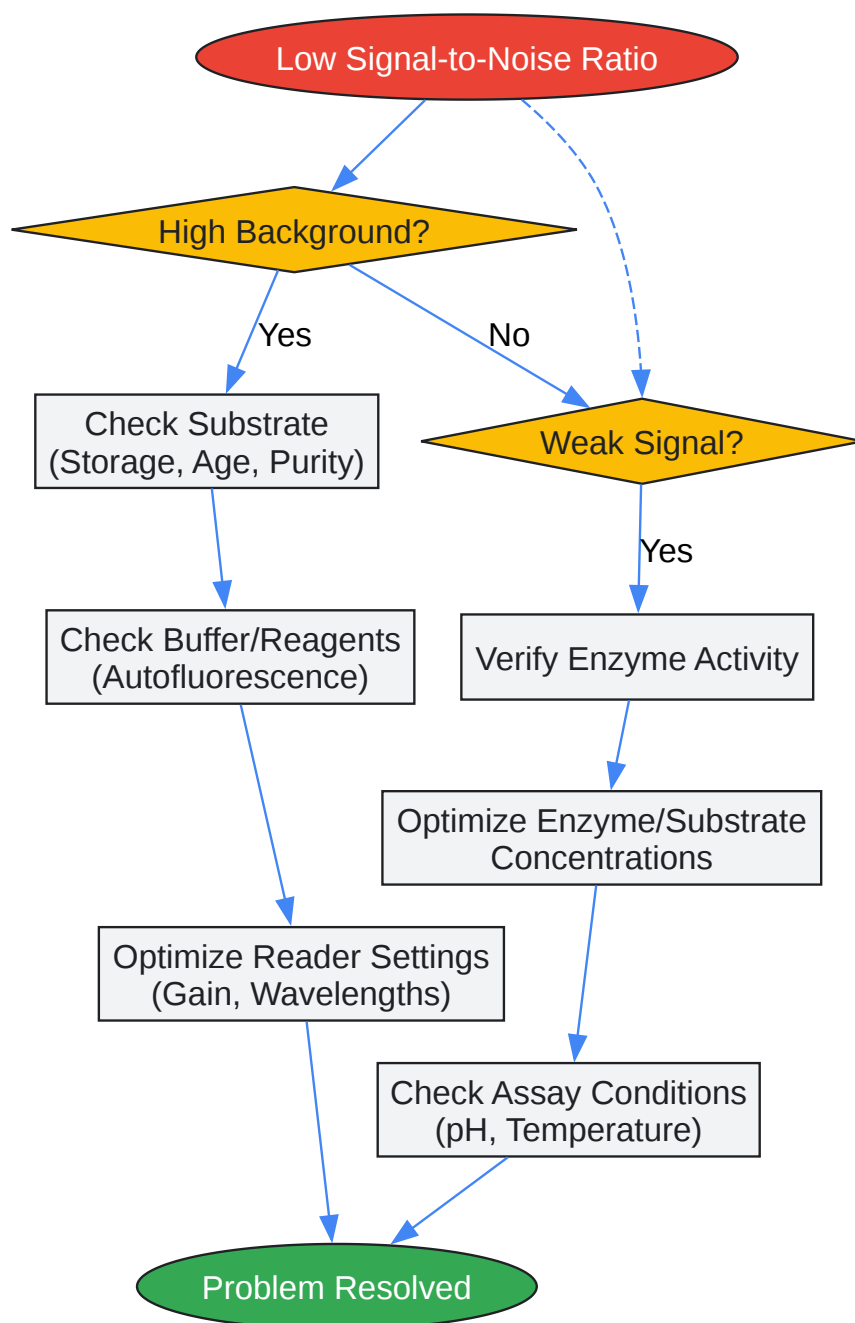 Low Signal-to-Noise Ratio
High Background?
Yes
No
Check Substrate
(Storage, Age, Purity)
Weak Signal?
Yes
Check Buffer/Reagents
(Autofluorescence)
Verify Enzyme Activity
Optimize Enzyme/Substrate
Concentrations
Optimize Reader Settings
(Gain, Wavelengths)
Check Assay Conditions
(pH, Temperature)
Problem Resolved